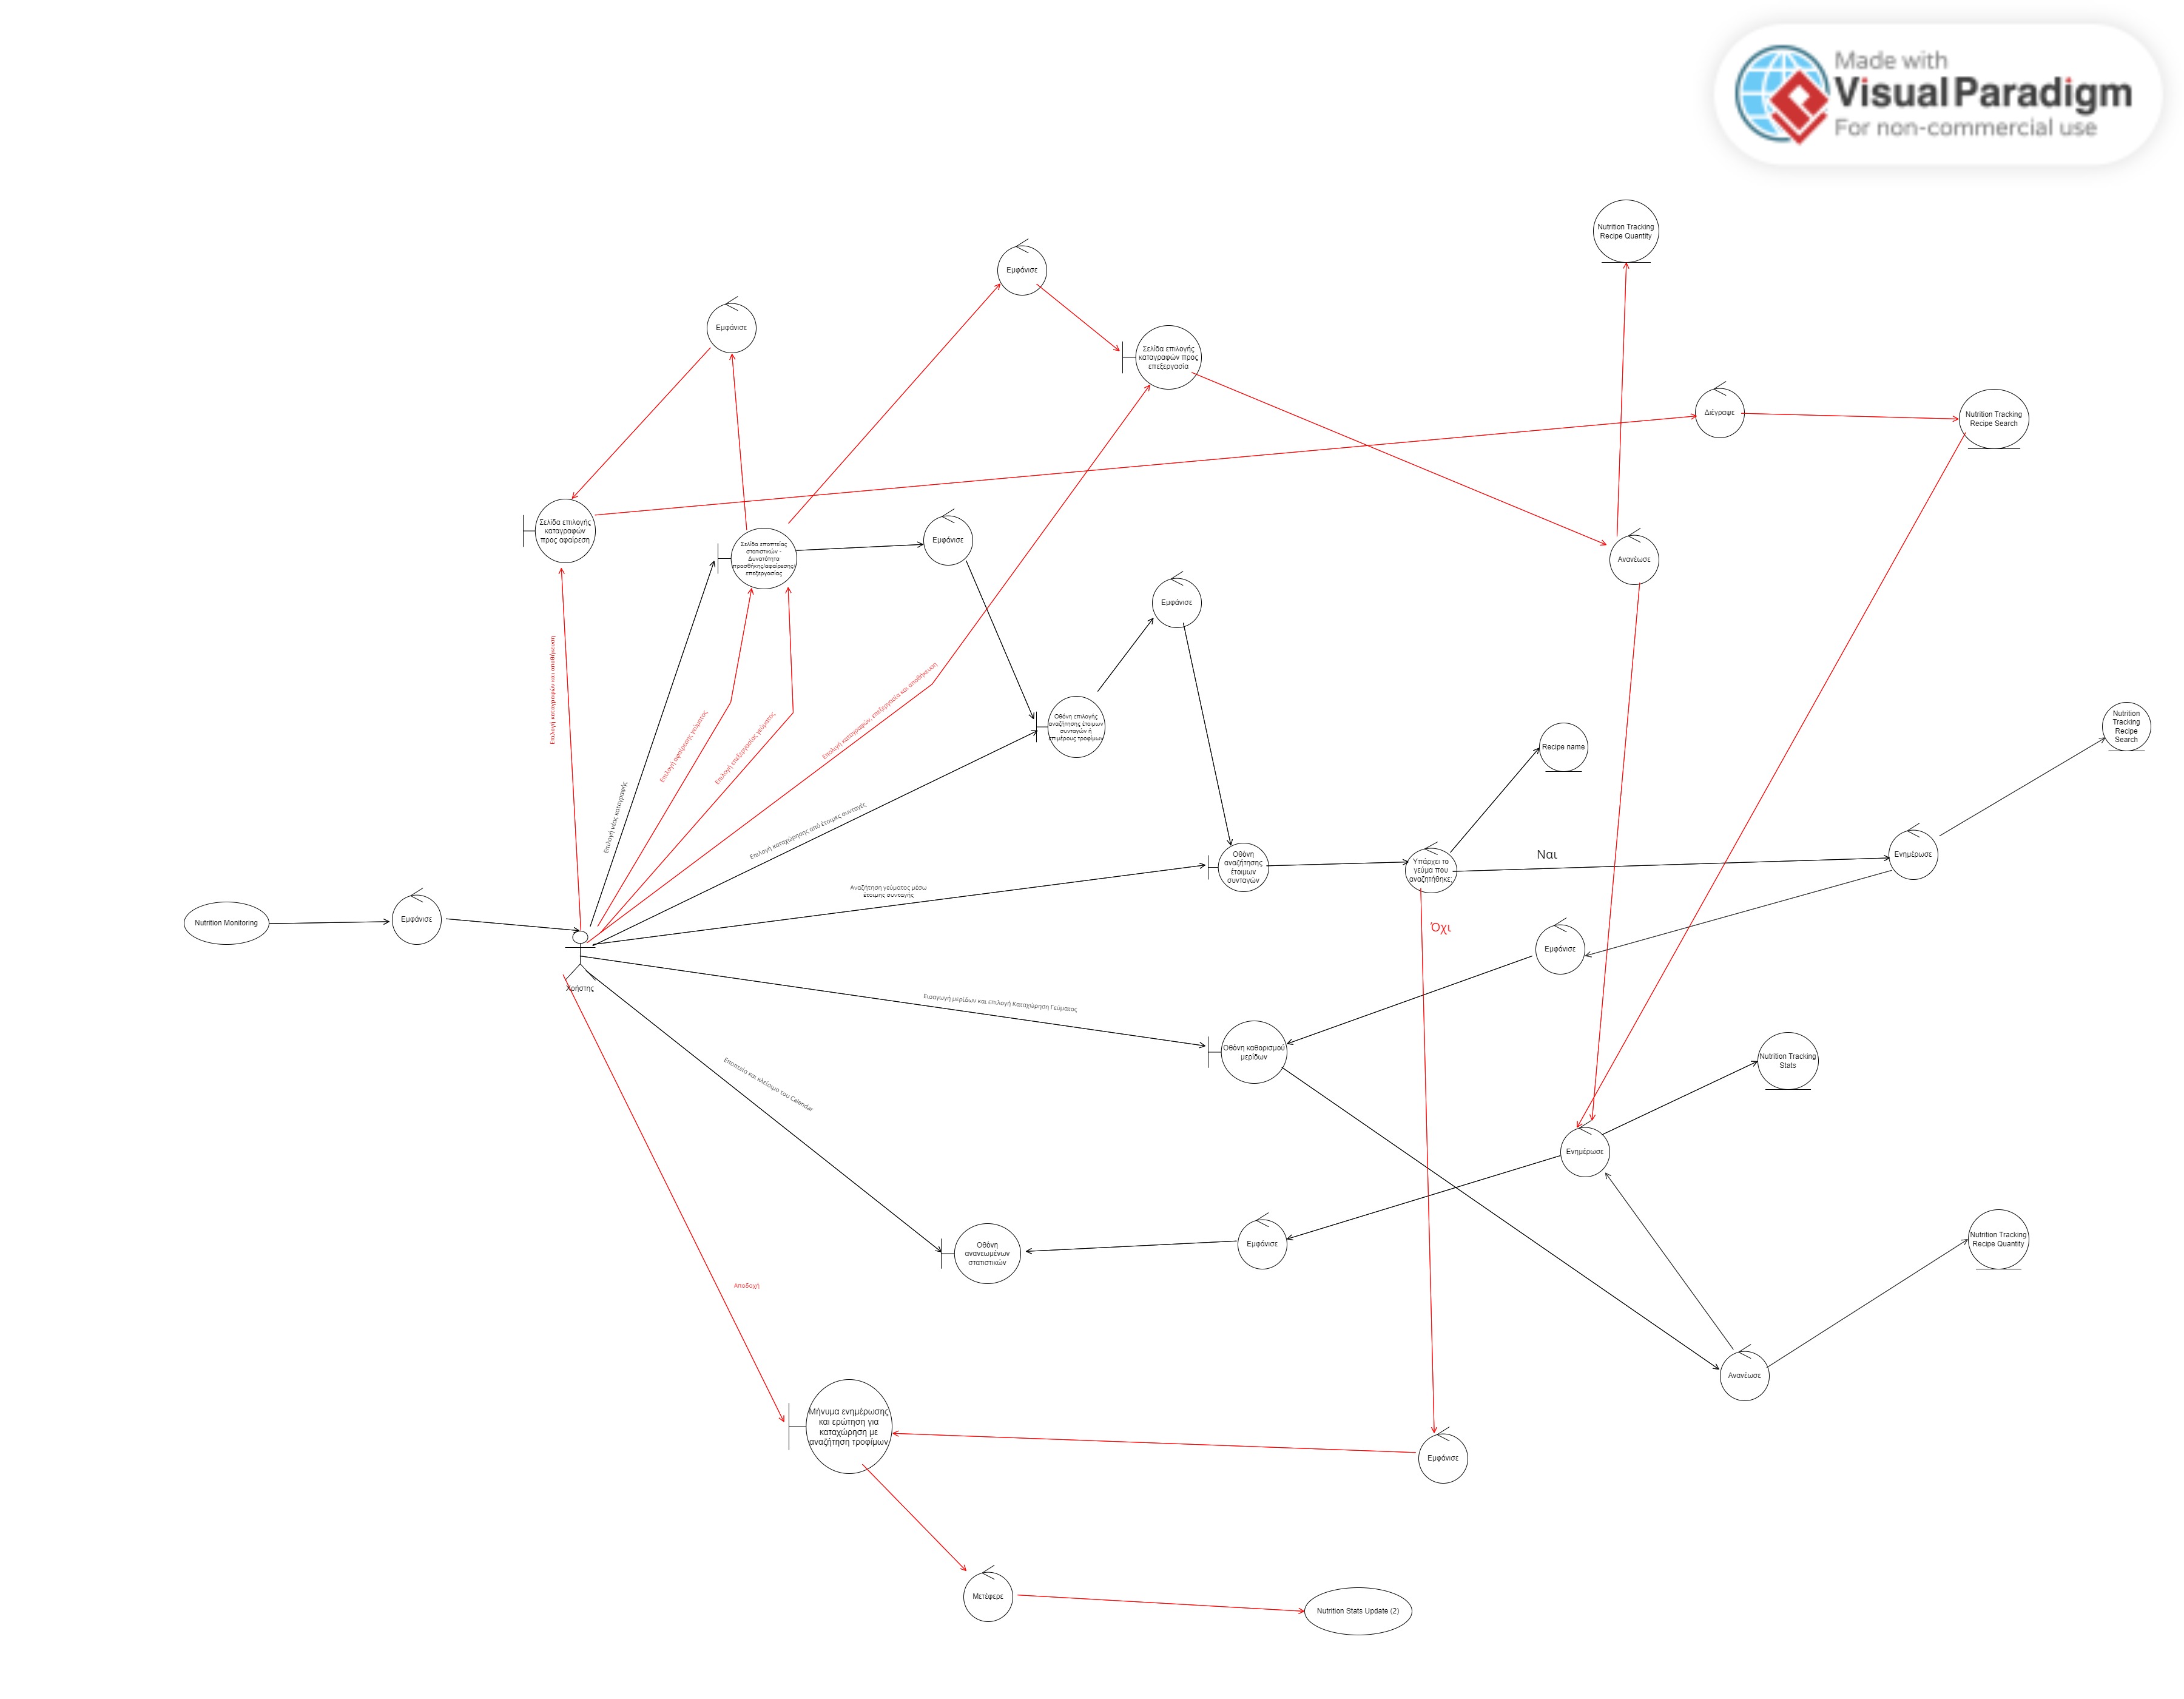 Made with
Visual Paradigm
For non-commercial use
Nutrition Tracking
Recipe Quantity
Εμφάνισε
Εμφάνισε
Σελίδα επιλογής
καταγραφών προς
επεξεργασία
Διέγραψε
Nutrition Tracking
Recipe Search
Σελίδα επιλογής
καταγραφών
προς αφαίρεση
Σελίδα εποπτείας
στατιστικών -
Δυνατότητα
προσθήκης/αφαίρεσης/
επεξεργασίας
Εμφάνισε
Ανανέωσε
Εμφάνισε
Επιλογή καταγραφών και αποθήκευση
Επιλογή νέας καταγραφής
Επιλογή αφαίρεσης γεύματος
Επιλογή επεξεργασίας γεύματος
Επιλογή καταγραφών, επεξεργασία και αποθήκευση
Οθόνη επιλογής
αναζήτησης έτοιμων
συνταγών ή
επιμέρους τροφίμων
Recipe name
Nutrition
Tracking
Recipe
Search
Επιλογή καταχώρησης από έτοιμες συνταγές
Οθόνη
αναζήτησης
έτοιμων
συνταγών
Υπάρχει το
γεύμα που
αναζητήθηκε;
Ναι
Ενημέρωσε
Αναζήτηση γεύματος μέσω
έτοιμης συνταγής
Nutrition Monitoring
Εμφάνισε
Όχι
Εμφάνισε
Χρήστης
Εισαγωγή μερίδων και επιλογή Καταχώρηση Γεύματος
Οθόνη καθορισμού
μερίδων
Εποπτεία και κλείσιμο του Calendar
Nutrition Tracking
Stats
Ενημέρωσε
Οθόνη
ανανεωμένων
στατιστικών
Εμφάνισε
Nutrition Tracking
Recipe Quantity
Αποδοχή
Ανανέωσε
Μήνυμα ενημέρωσης
και ερώτηση για
καταχώρηση με
αναζήτηση τροφίμων
Εμφάνισε
Μετέφερε
Nutrition Stats Update (2)